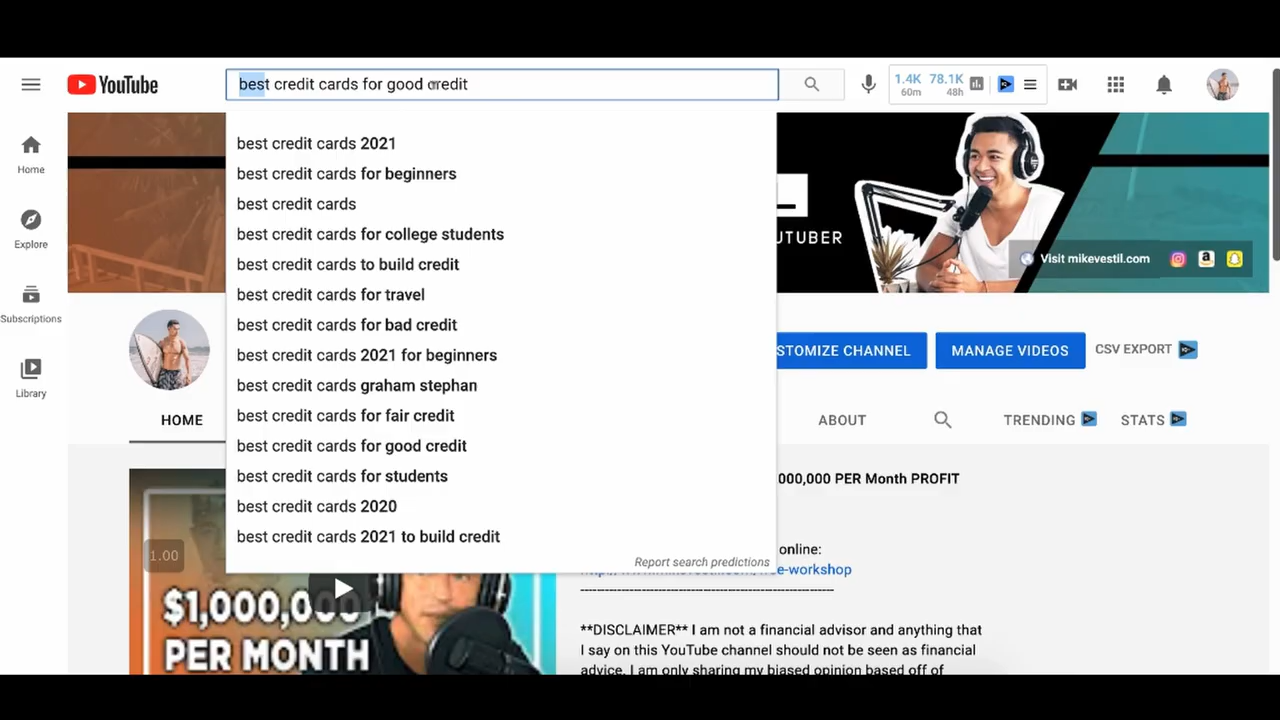 YouTube
best credit cards for good credit
1.4K 78.1K
60m 48h
Home
Explore
Subscriptions
Library
best credit cards 2021
best credit cards for beginners
best credit cards
best credit cards for college students
best credit cards to build credit
best credit cards for travel
best credit cards for bad credit
best credit cards 2021 for beginners
best credit cards graham stephan
best credit cards for fair credit
best credit cards for good credit
best credit cards for students
best credit cards 2020
best credit cards 2021 to build credit
Report search predictions
UTUBER
Visit mikevestil.com
STOMIZE CHANNEL
MANAGE VIDEOS
CSV EXPORT
HOME
ABOUT
TRENDING
STATS
000,000 PER Month PROFIT
online:
-workshop
**DISCLAIMER** I am not a financial advisor and anything that
I say on this YouTube channel should not be seen as financial
advice. I am only sharing my biased opinion based off of
1.00
$1,000,000
PER MONTH